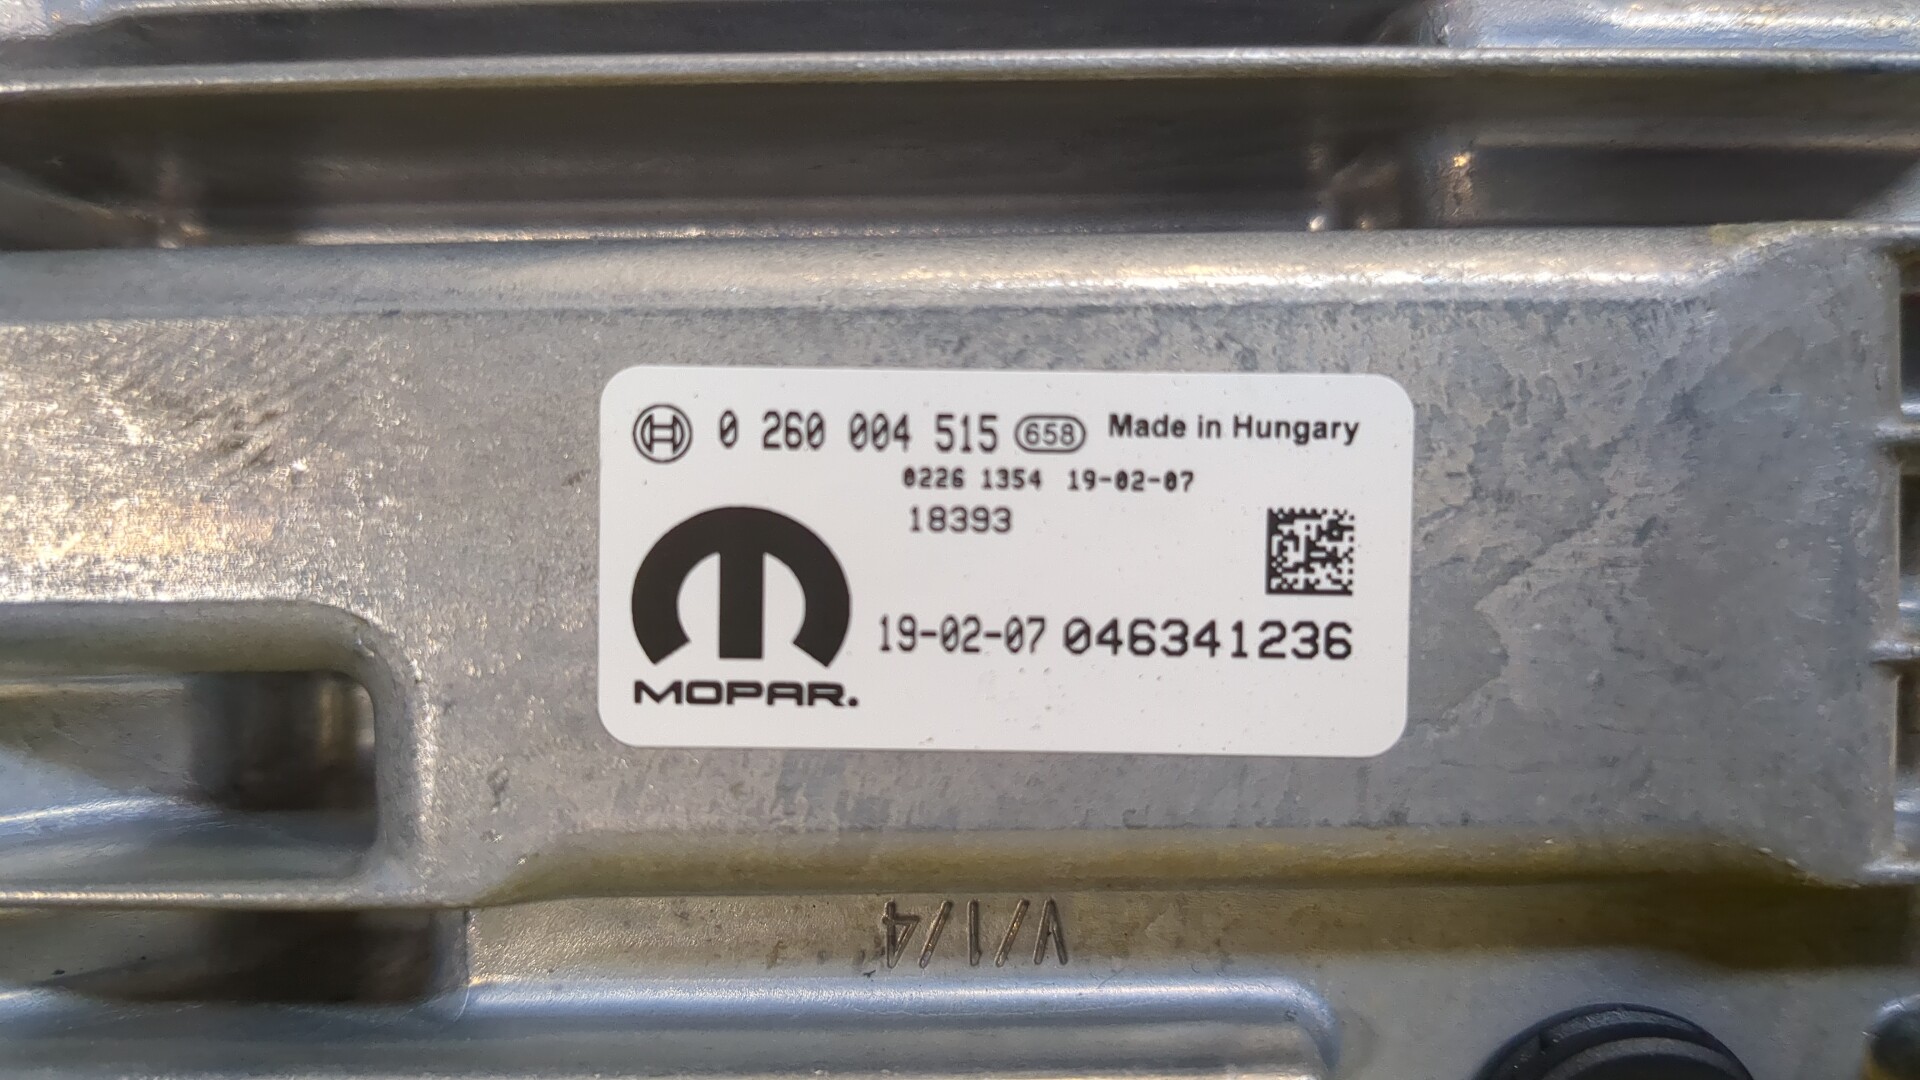 0 260 004 515 658 Made in Hungary
0226 1354 19-02-07
18393
19-02-07 046341236
MOPAR.
V/1/4